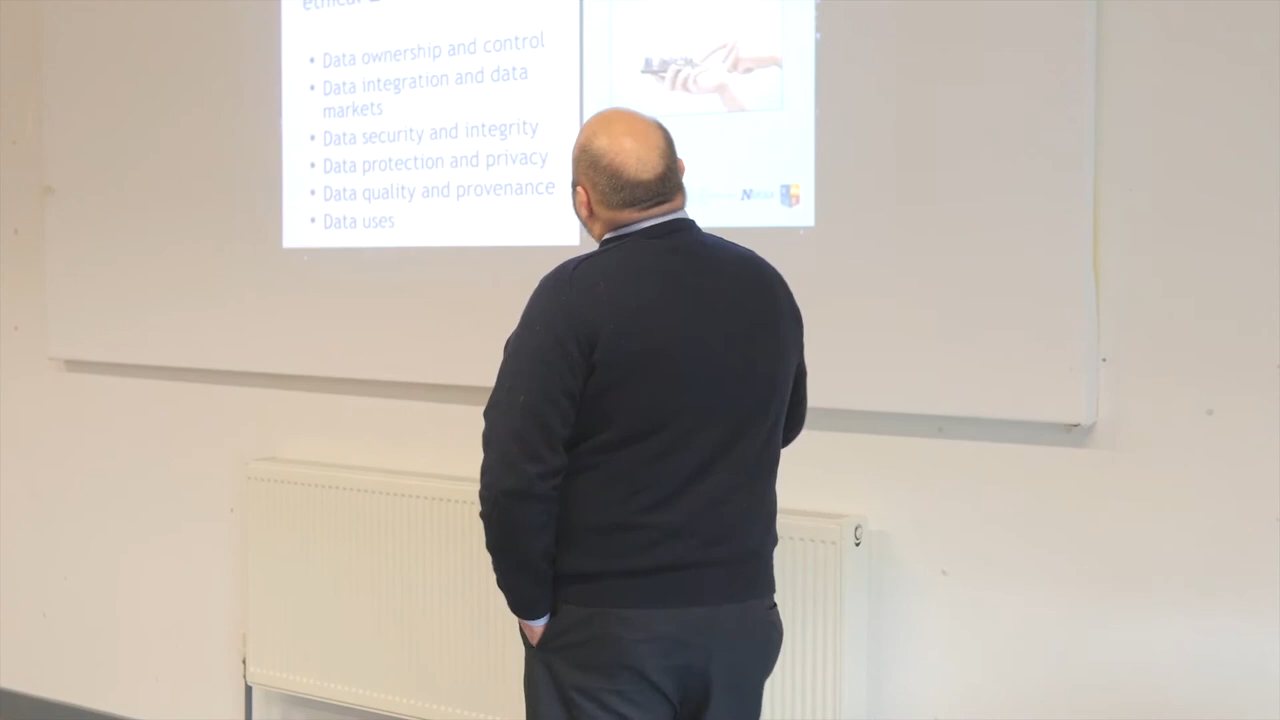 ethical &
• Data ownership and control
• Data integration and data
markets
• Data security and integrity
• Data protection and privacy
• Data quality and provenance
• Data uses